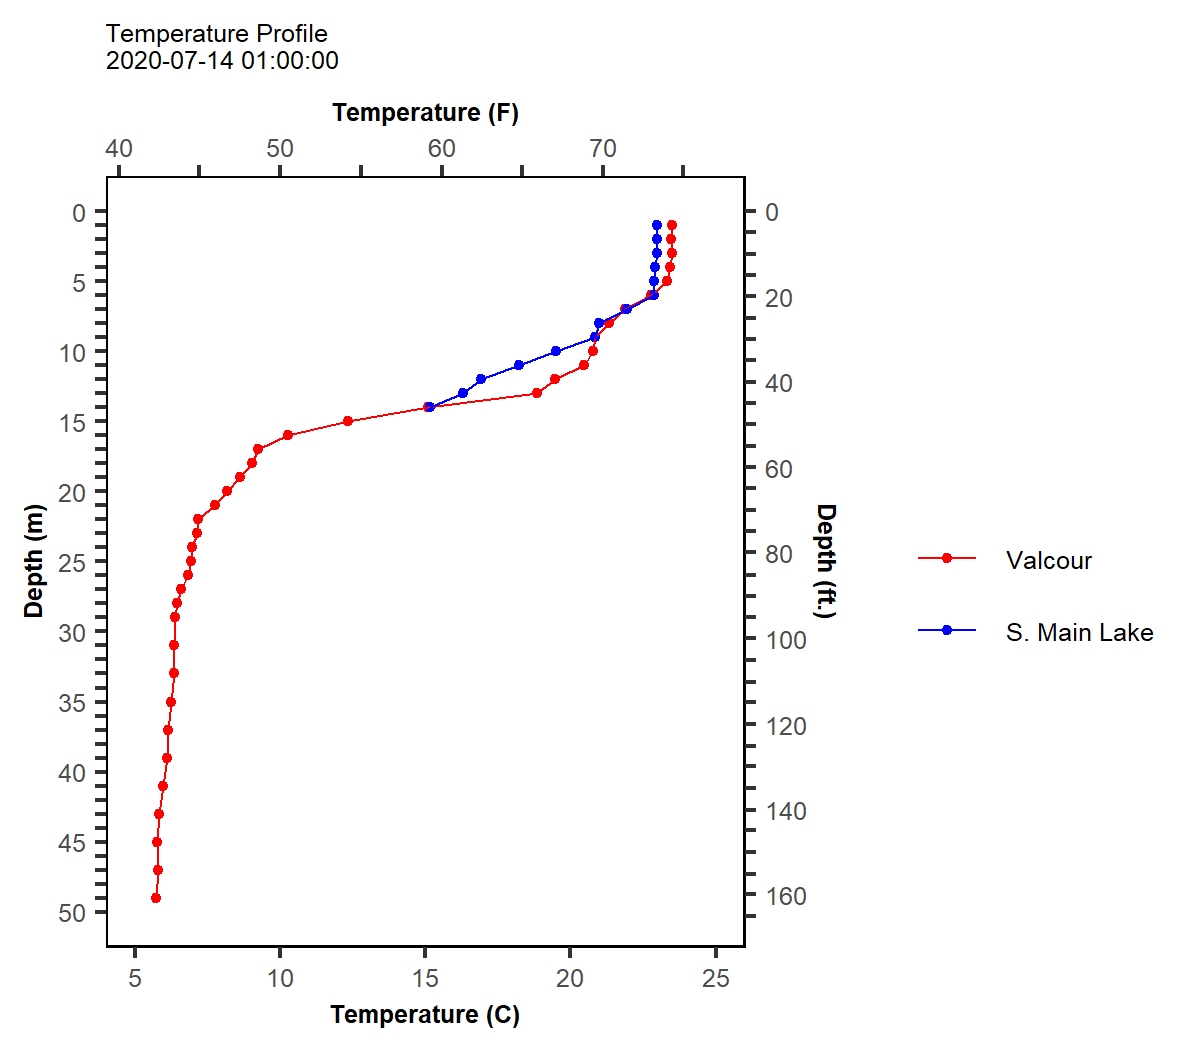 Temperature Profile
2020-07-14 01:00:00
Temperature (F)
40 50 60 70
0
5
10
15
20
25
30
35
40
45
50
Depth (m)
0
20
40
60
80
100
120
140
160
Depth (ft.)
Valcour
S. Main Lake
5 10 15 20 25
Temperature (C)